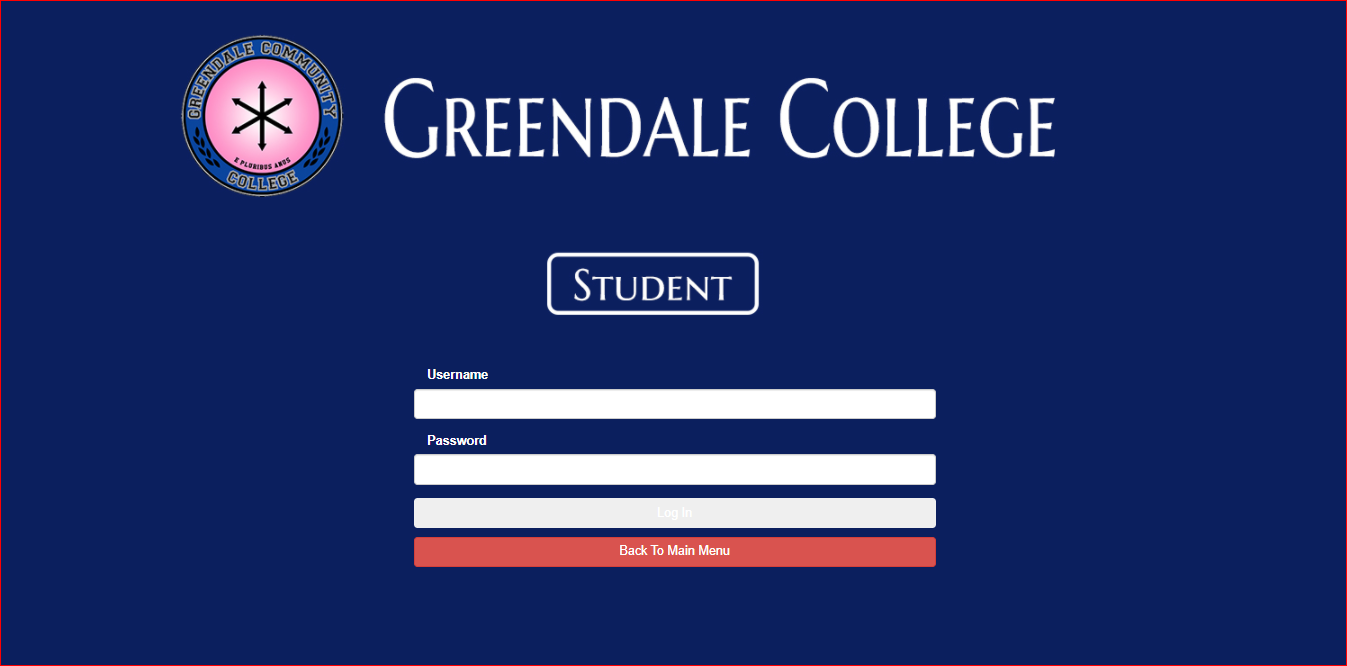 GREENDALE COMMUNITY
E PLURIBUS ANUS
COLLEGE
GREENDALE COLLEGE
STUDENT
Username
Password
Log In
Back To Main Menu